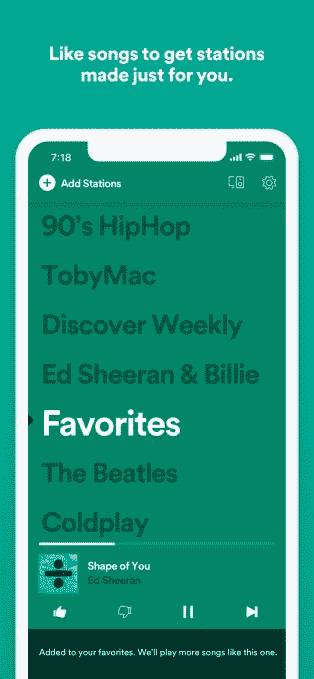 Like songs to get stations
made just for you.
7:18
Add Stations
90's HipHop
TobyMac
Discover Weekly
Ed Sheeran & Billie
Favorites
The Beatles
Coldplay
Shape of You
Ed Sheeran
Added to your favorites. We'll play more songs like this one.